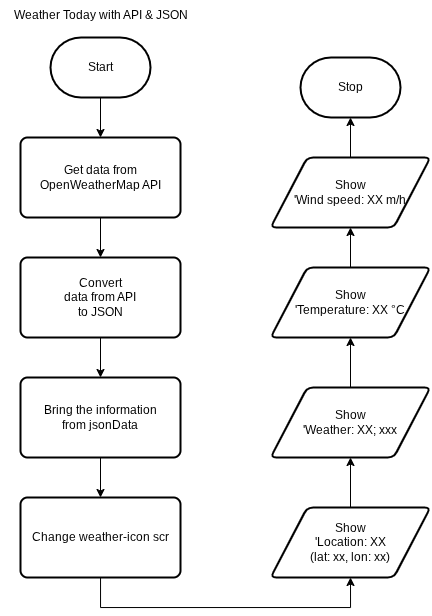 Weather Today with API & JSON
Start
Get data from
OpenWeatherMap API
Convert
data from API
to JSON
Bring the information
from jsonData
Change weather-icon scr
Show
'Location: XX
(lat: xx, lon: xx)
Show
'Weather: XX; xxx
Show
'Temperature: XX °C
Show
'Wind speed: XX m/h
Stop